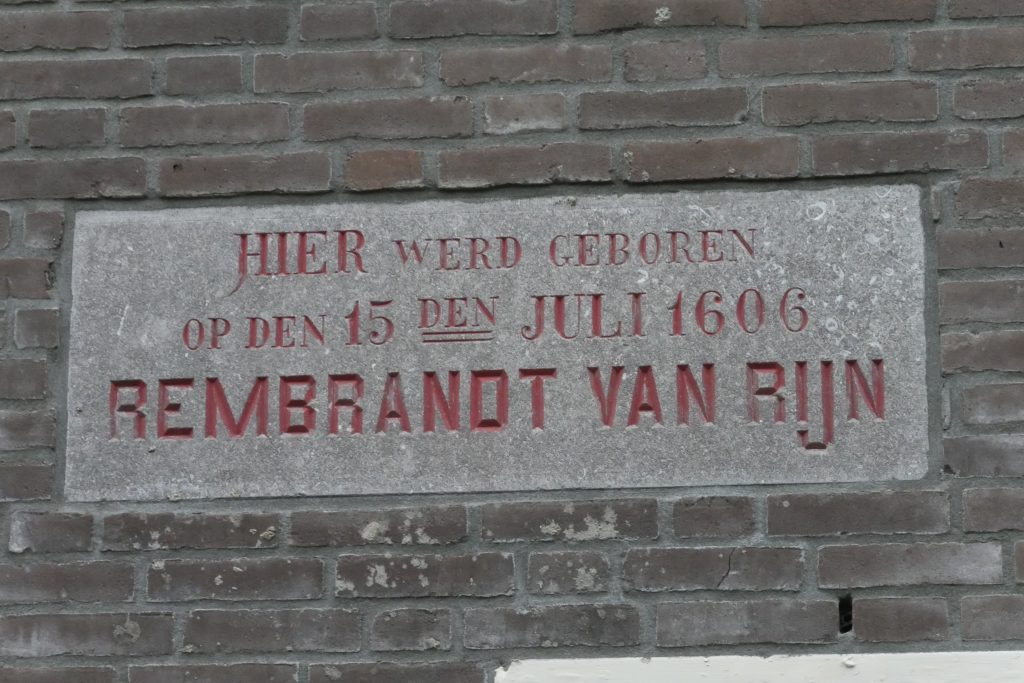 HIER WERD GEBOREN
OP DEN 15 DEN JULI 1606
REMBRANDT VAN RIJN